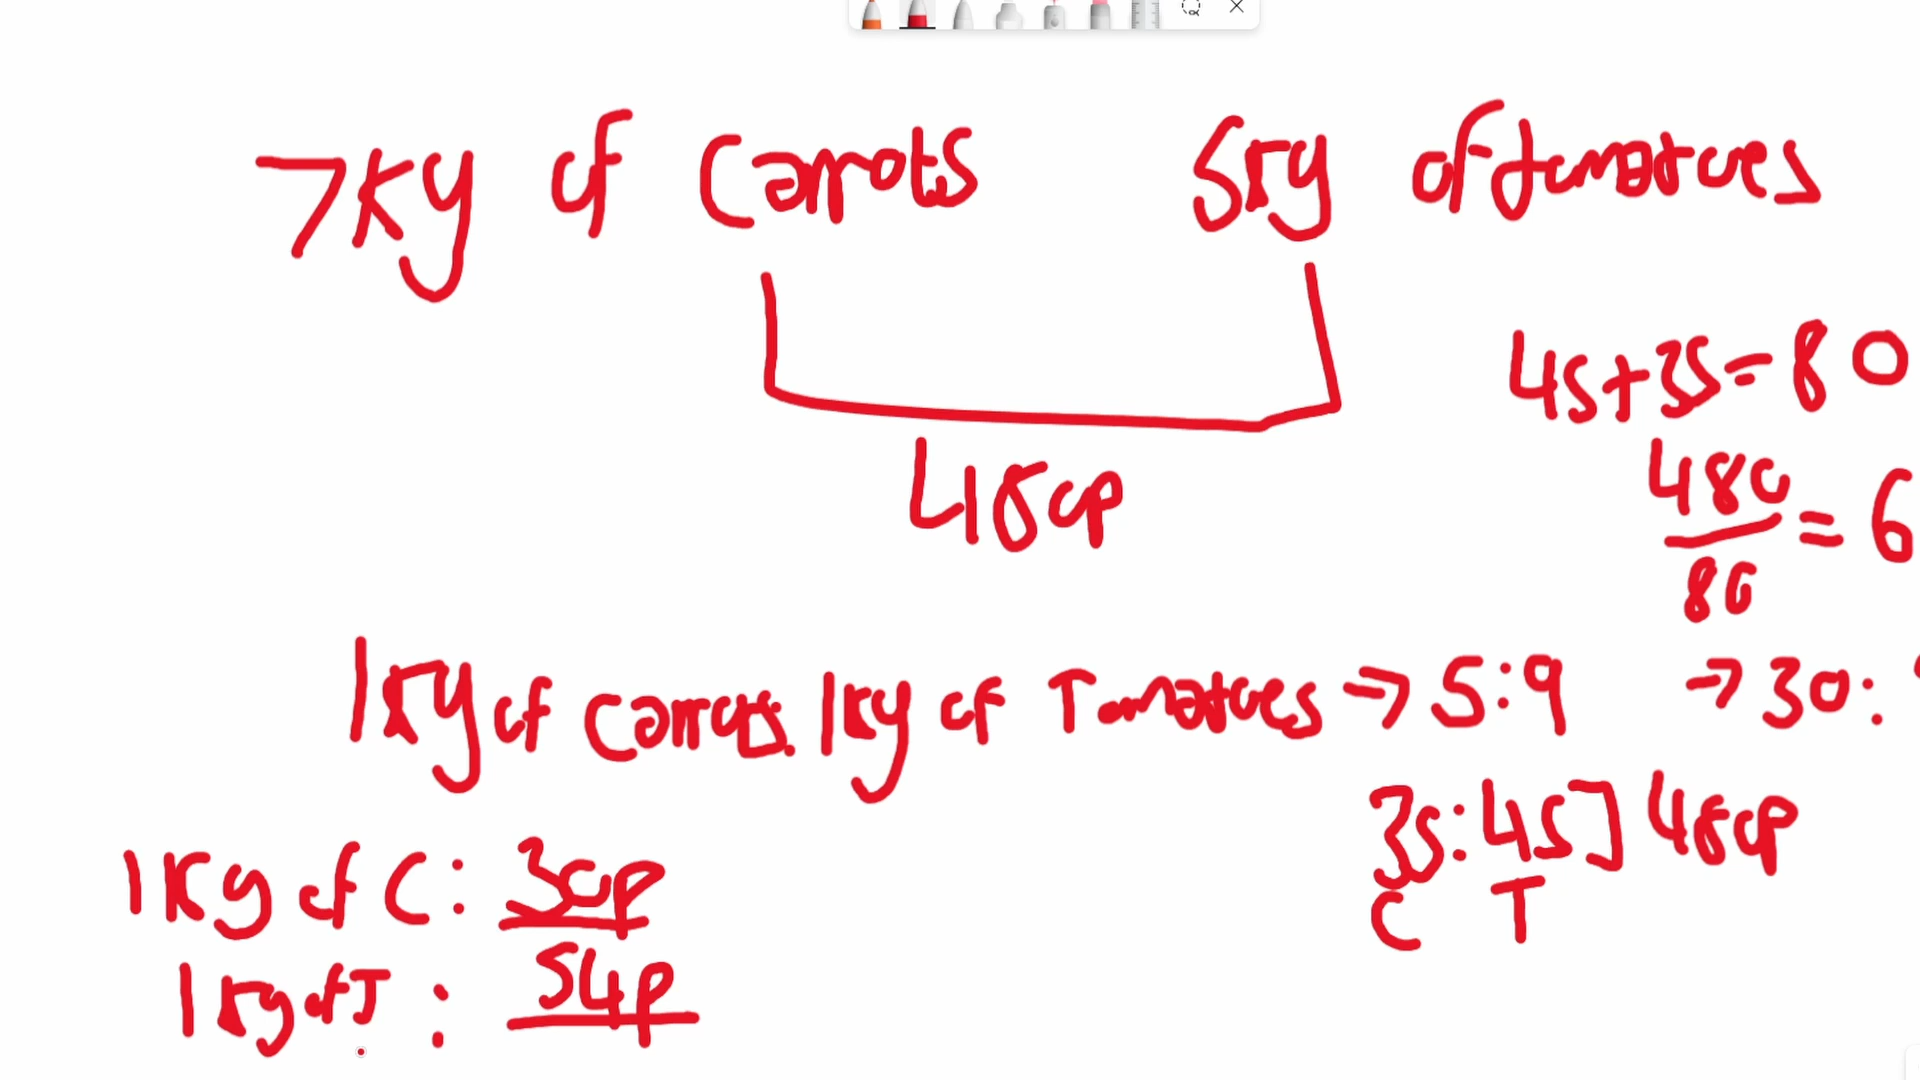 7kg of Carrots 5kg of tomatoes
45+35=80
480p
480
80
= 6
1kg of carrots. 1kg of Tomatoes → 5:9 → 30:
35:45] 480p
C T
1kg of C: 30p
1kg of T: 54p